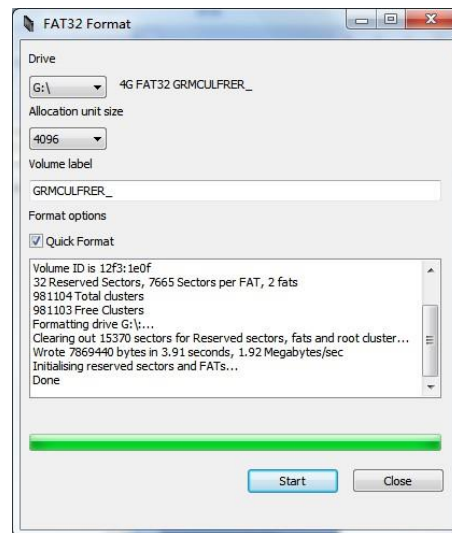 FAT32 Format
Drive
G:\ 4G FAT32 GRMCULFRER_
Allocation unit size
4096
Volume label
GRMCULFRER_
Format options
Quick Format
Volume ID is 12f3:1e0f
32 Reserved Sectors, 7665 Sectors per FAT, 2 fats
981104 Total clusters
981103 Free Clusters
Formatting drive G:\:...
Clearing out 15370 sectors for Reserved sectors, fats and root cluster...
Wrote 7869440 bytes in 3.91 seconds, 1.92 Megabytes/sec
Initialising reserved sectors and FATs...
Done
Start Close